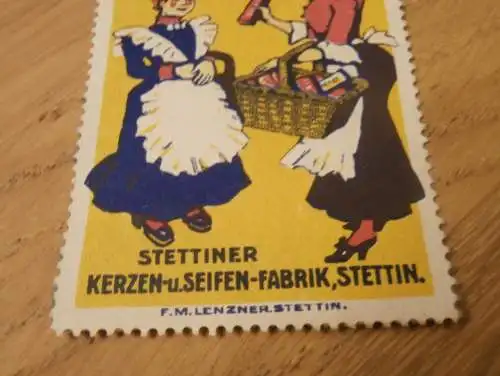 STETTINER
KERZEN-u.SEIFEN-FABRIK,STETTIN.
F.M.LENZNER.STETTIN.